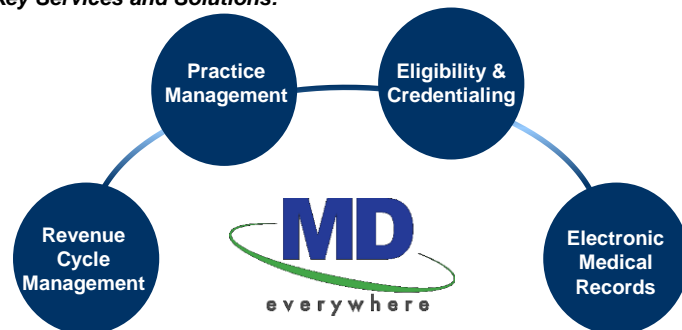 Key Services and Solutions:
Practice
Management
Eligibility &
Credentialing
Revenue
Cycle
Management
MD
everywhere
Electronic
Medical
Records